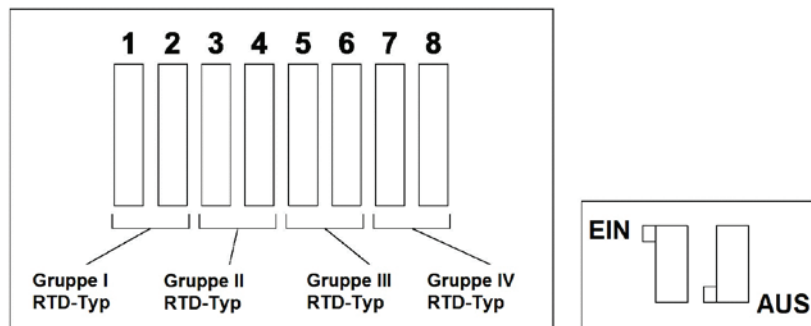 1 2 3 4 5 6 7 8
Gruppe I
RTD-Typ
Gruppe II
RTD-Typ
Gruppe III
RTD-Typ
Gruppe IV
RTD-Typ
EIN
AUS